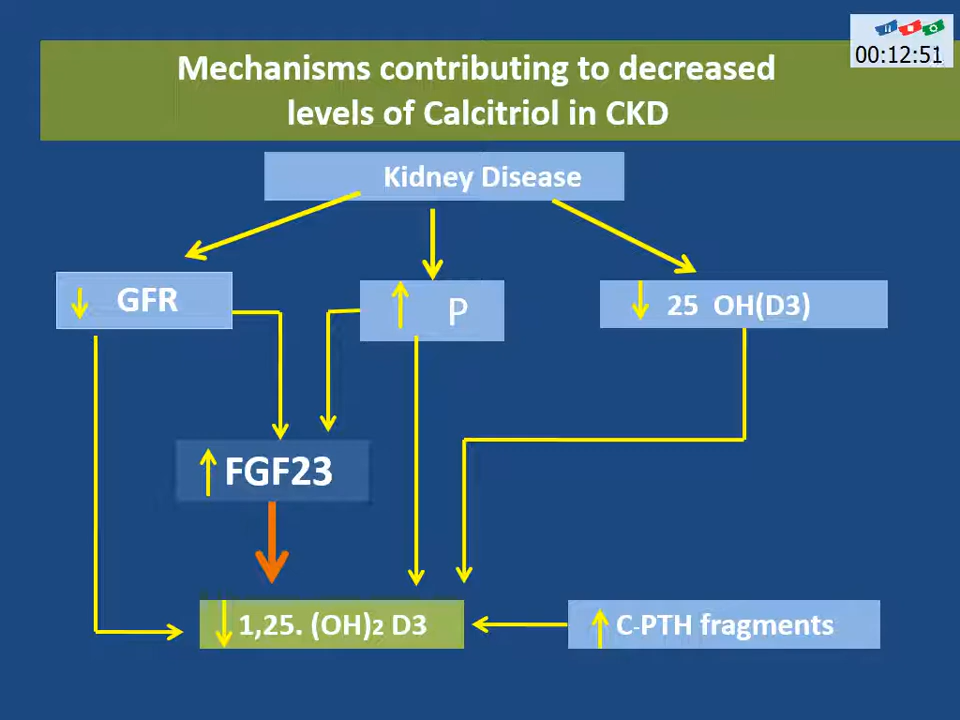 00:12:51
Mechanisms contributing to decreased
levels of Calcitriol in CKD
Kidney Disease
↓ GFR
↑ P
↓ 25 OH(D3)
↑ FGF23
↓ 1,25. (OH)2 D3
↑ C-PTH fragments